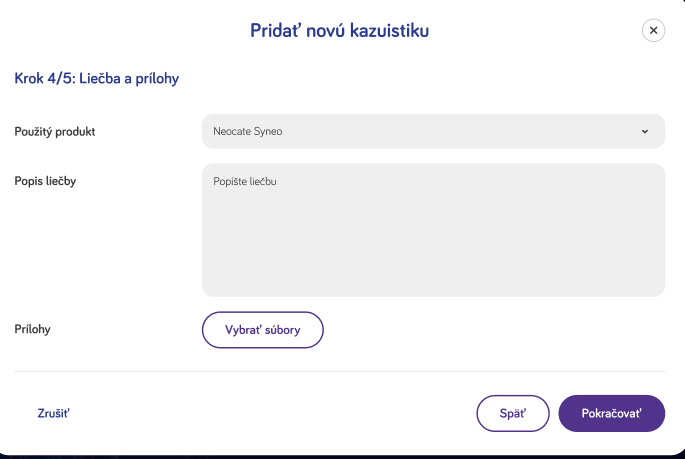 Pridať novú kazuistiku
Krok 4/5: Liečba a prílohy
Použitý produkt
Neocate Syneo
Popis liečby
Popíšte liečbu
Prílohy
Vybrať súbory
Zrušiť
Späť
Pokračovať